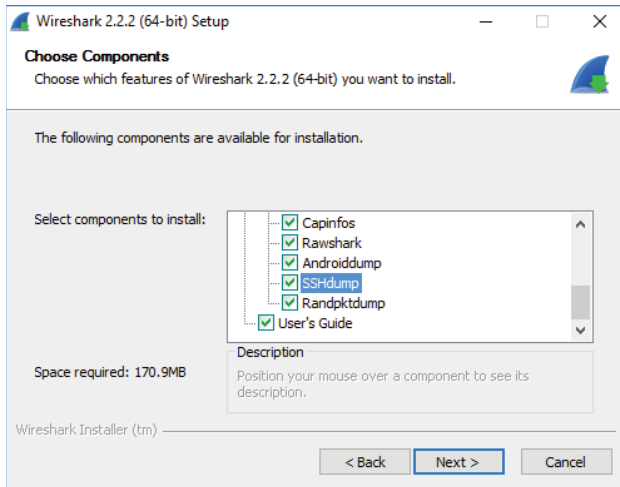 Wireshark 2.2.2 (64-bit) Setup
Choose Components
Choose which features of Wireshark 2.2.2 (64-bit) you want to install.
The following components are available for installation.
Select components to install:
Capinfos
Rawshark
Androiddump
SSHdump
Randpktdump
User's Guide
Space required: 170.9MB
Description
Position your mouse over a component to see its
description.
Wireshark Installer (tm)
< Back
Next >
Cancel